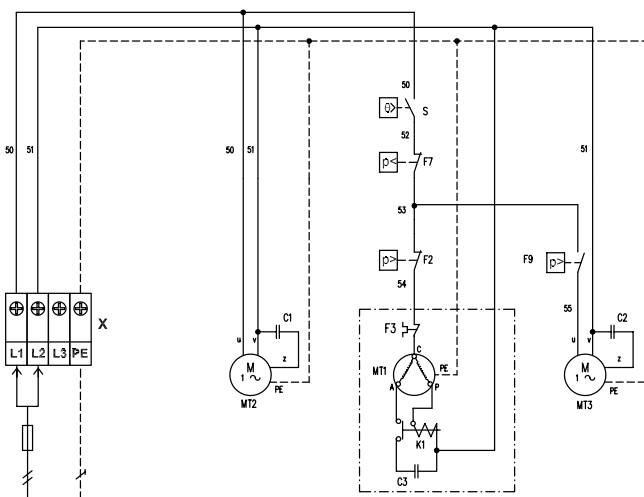 50
50
51
50
51
51
θ>
S
52
p<
F7
53
p>
F2
54
p>
F9
55
X
L1
L2
L3
PE
C1
u
v
z
M
1 ~
PE
MT2
F3
C
MT1
PE
A
P
K1
C3
C2
u
v
z
M
1 ~
PE
MT3